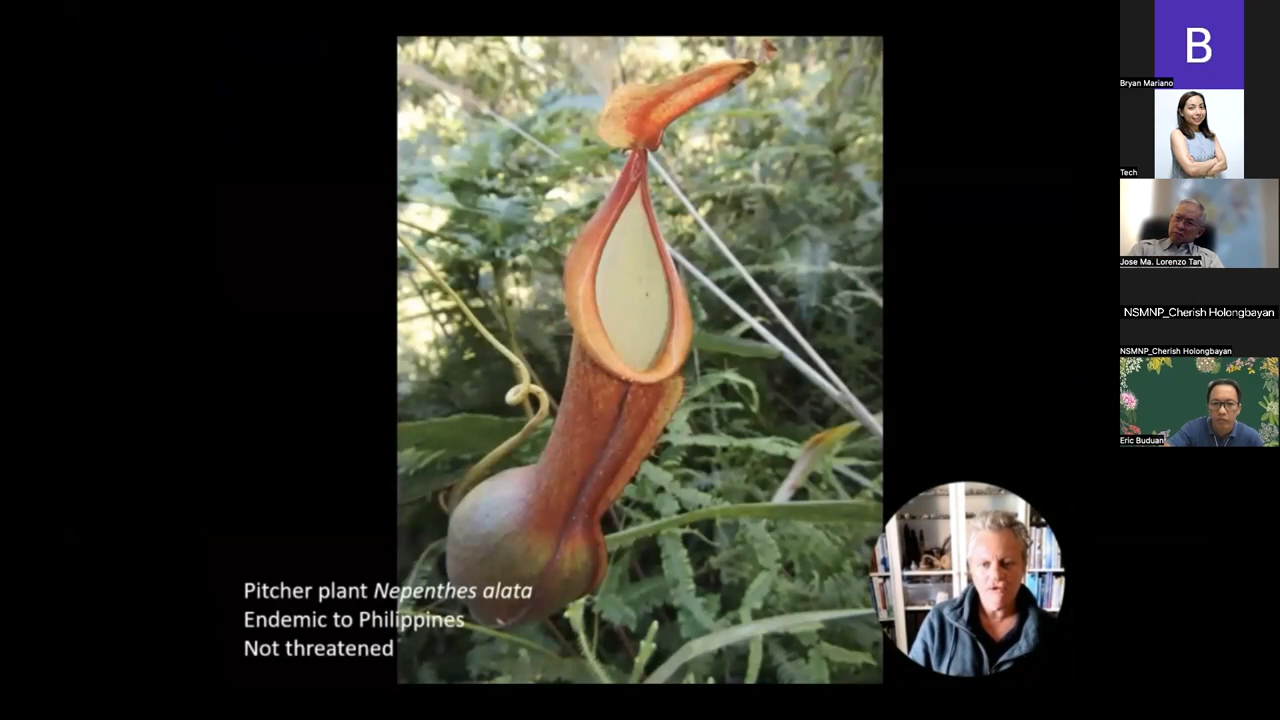 Pitcher plant Nepenthes alata
Endemic to Philippines
Not threatened
B
Bryan Mariano
Tech
Jose Ma. Lorenzo Tan
NSMNP_Cherish Holongbayan
NSMNP_Cherish Holongbayan
Eric Buduan